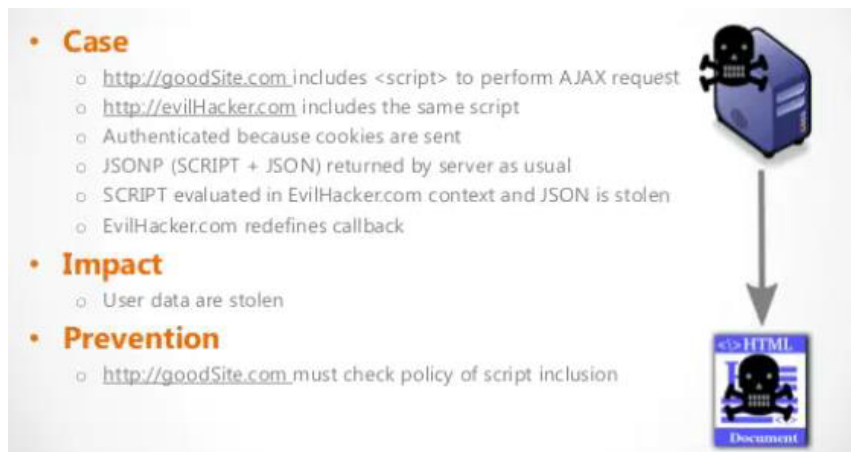 • Case
o http://goodSite.com includes <script> to perform AJAX request
o http://evilHacker.com includes the same script
o Authenticated because cookies are sent
o JSONP (SCRIPT + JSON) returned by server as usual
o SCRIPT evaluated in EvilHacker.com context and JSON is stolen
o EvilHacker.com redefines callback
• Impact
o User data are stolen
• Prevention
o http://goodSite.com must check policy of script inclusion
<\>HTML
Document